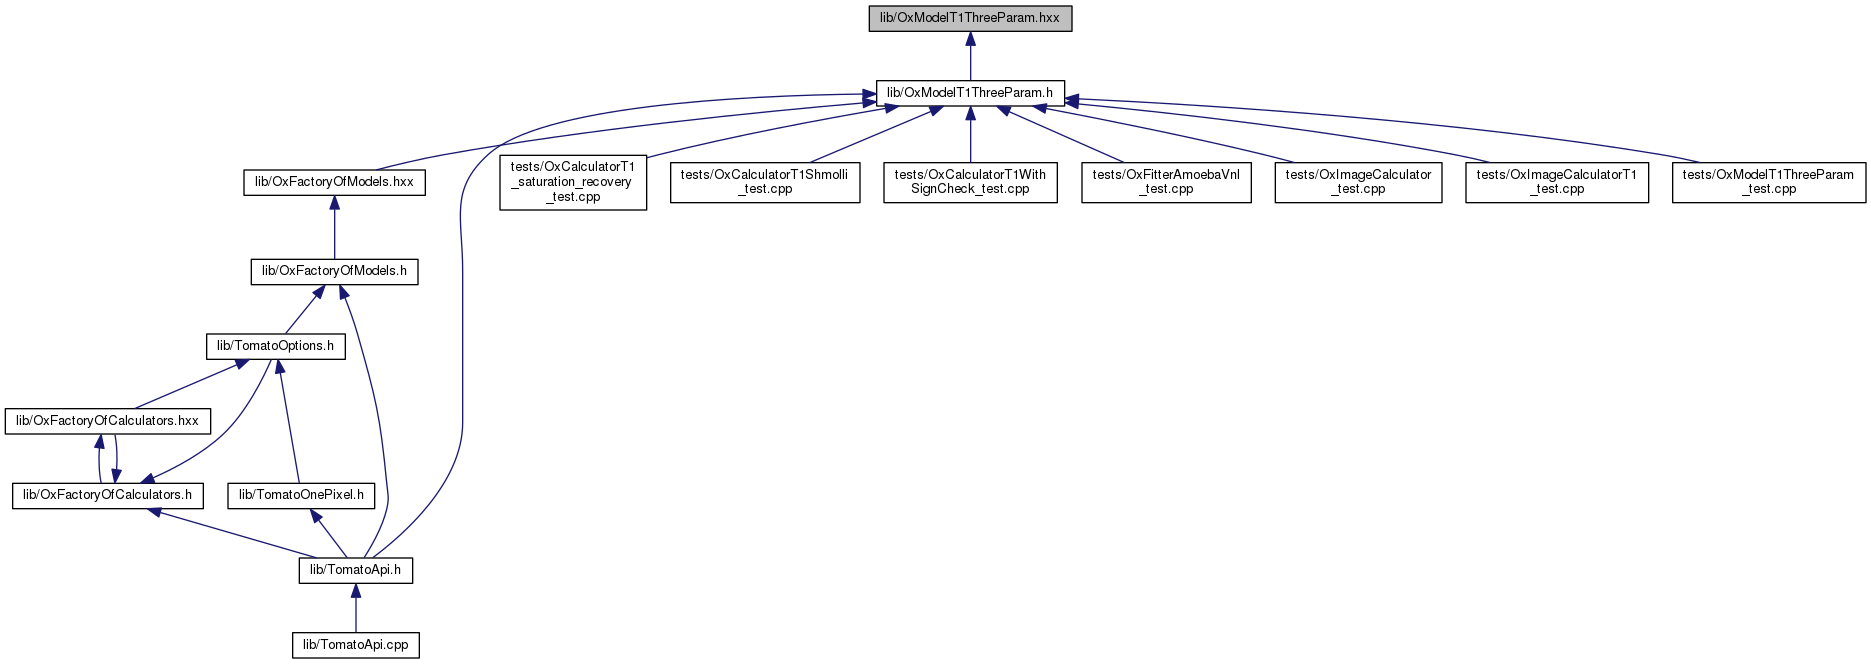 lib/OxModelT1ThreeParam.hxx
lib/OxModelT1ThreeParam.h
lib/OxFactoryOfModels.hxx
tests/OxCalculatorT1
_saturation_recovery
_test.cpp
tests/OxCalculatorT1Shmolli
_test.cpp
tests/OxCalculatorT1With
SignCheck_test.cpp
tests/OxFitterAmoebaVnl
_test.cpp
tests/OxImageCalculator
_test.cpp
tests/OxImageCalculatorT1
_test.cpp
tests/OxModelT1ThreeParam
_test.cpp
lib/OxFactoryOfModels.h
lib/TomatoOptions.h
lib/OxFactoryOfCalculators.hxx
lib/OxFactoryOfCalculators.h
lib/TomatoOnePixel.h
lib/TomatoApi.h
lib/TomatoApi.cpp